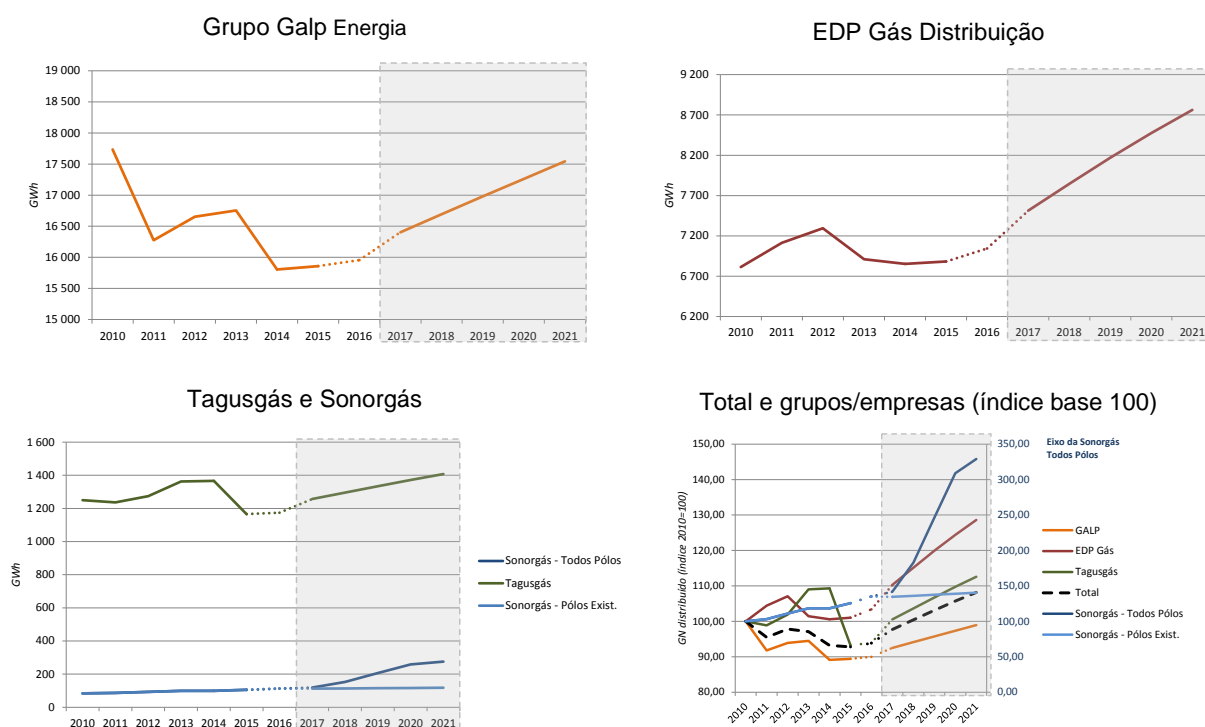 Grupo Galp Energia
19 000
18 500
18 000
17 500
17 000
16 500
16 000
15 500
15 000
GWh
2010 2011 2012 2013 2014 2015 2016 2017 2018 2019 2020 2021
EDP Gás Distribuição
9 200
8 700
8 200
7 700
7 200
6 700
6 200
GWh
2010 2011 2012 2013 2014 2015 2016 2017 2018 2019 2020 2021
Tagusgás e Sonorgás
1 600
1 400
1 200
1 000
800
600
400
200
0
GWh
2010 2011 2012 2013 2014 2015 2016 2017 2018 2019 2020 2021
Sonorgás - Todos Pólos
Tagusgás
Sonorgás - Pólos Exist.
Total e grupos/empresas (índice base 100)
150,00
140,00
130,00
120,00
110,00
100,00
90,00
80,00
GN distribuído (índice 2010=100)
2010 2011 2012 2013 2014 2015 2016 2017 2018 2019 2020 2021
350,00
300,00
250,00
200,00
150,00
100,00
50,00
0,00
Eixo da Sonorgás
Todos Pólos
GALP
EDP Gás
Tagusgás
Total
Sonorgás - Todos Pólos
Sonorgás - Pólos Exist.